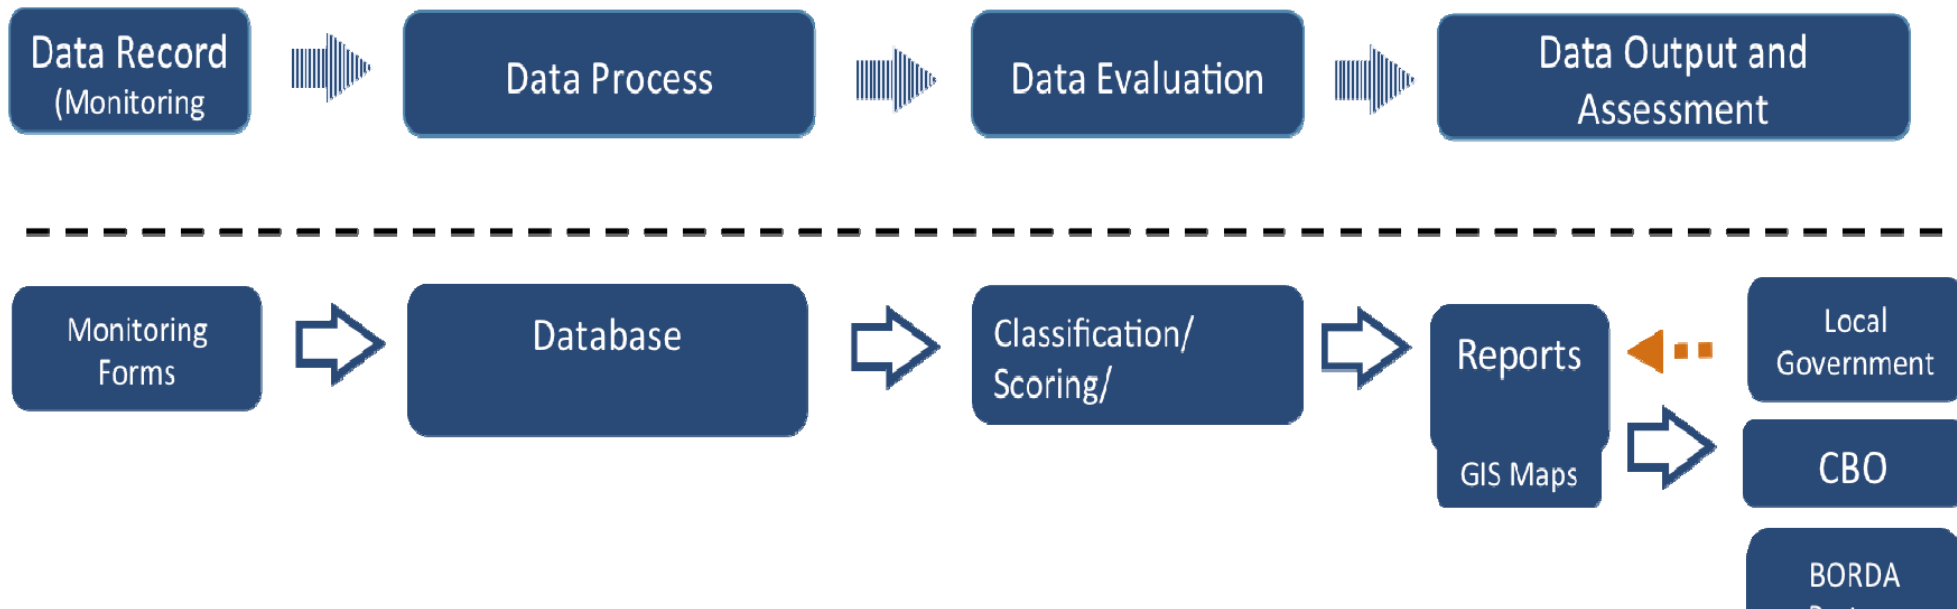 Data Record
(Monitoring
Data Process
Data Evaluation
Data Output and
Assessment
Monitoring
Forms
Database
Classification/
Scoring/
Reports
GIS Maps
Local
Government
CBO
BORDA